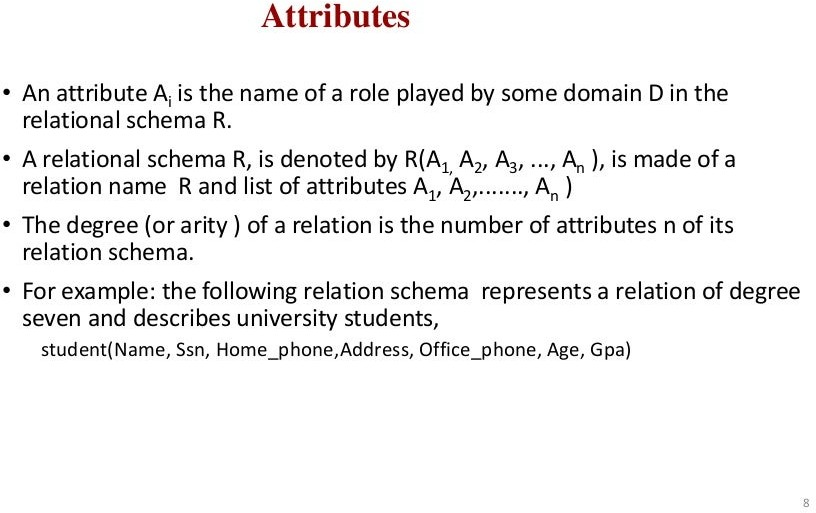 Attributes
• An attribute Aᵢ is the name of a role played by some domain D in the
relational schema R.
• A relational schema R, is denoted by R(A₁, A₂, A₃, ..., Aₙ ), is made of a
relation name R and list of attributes A₁, A₂,......., Aₙ )
• The degree (or arity ) of a relation is the number of attributes n of its
relation schema.
• For example: the following relation schema represents a relation of degree
seven and describes university students,
student(Name, Ssn, Home_phone,Address, Office_phone, Age, Gpa)
8